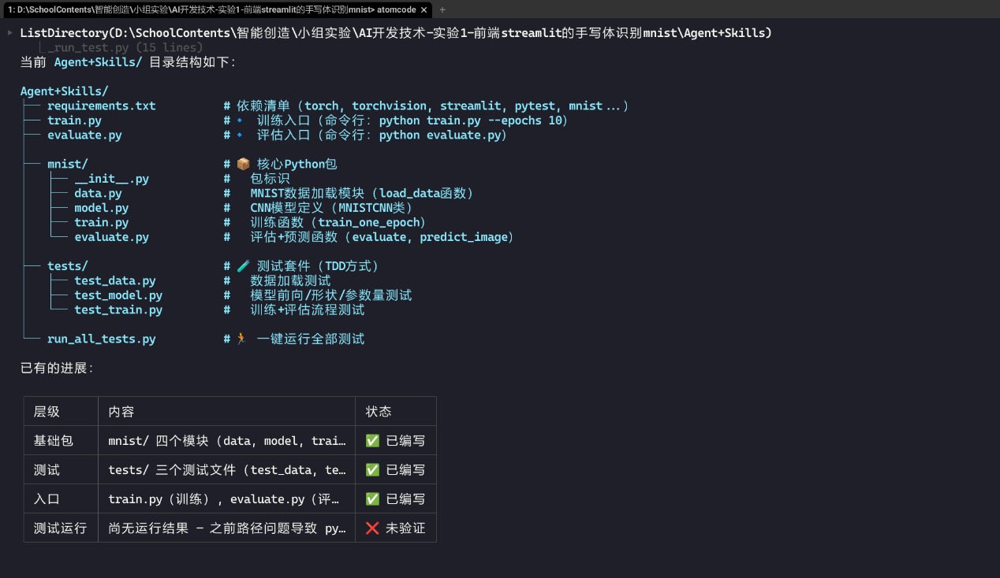 1: D:\SchoolContents\智能创造\小组实验\AI开发技术-实验1-前端streamlit的手写体识别mnist> atomcode ✕ +
▸ ListDirectory(D:\SchoolContents\智能创造\小组实验\AI开发技术-实验1-前端streamlit的手写体识别mnist\Agent+Skills)
└ _run_test.py (15 lines)
当前 Agent+Skills/ 目录结构如下:
Agent+Skills/
├── requirements.txt # 依赖清单 (torch, torchvision, streamlit, pytest, mnist...)
├── train.py # 🔹 训练入口 (命令行: python train.py --epochs 10)
├── evaluate.py # 🔹 评估入口 (命令行: python evaluate.py)
│
├── mnist/ # 📦 核心Python包
│ ├── __init__.py # 包标识
│ ├── data.py # MNIST数据加载模块 (load_data函数)
│ ├── model.py # CNN模型定义 (MNISTCNN类)
│ ├── train.py # 训练函数 (train_one_epoch)
│ └── evaluate.py # 评估+预测函数 (evaluate, predict_image)
│
├── tests/ # 🧪 测试套件 (TDD方式)
│ ├── test_data.py # 数据加载测试
│ ├── test_model.py # 模型前向/形状/参数量测试
│ └── test_train.py # 训练+评估流程测试
│
└── run_all_tests.py # 🏃 一键运行全部测试
已有的进展:
层级 内容 状态
基础包 mnist/ 四个模块 (data, model, trai… ✅ 已编写
测试 tests/ 三个测试文件 (test_data, te… ✅ 已编写
入口 train.py (训练) , evaluate.py (评… ✅ 已编写
测试运行 尚无运行结果 – 之前路径问题导致 py… ❌ 未验证